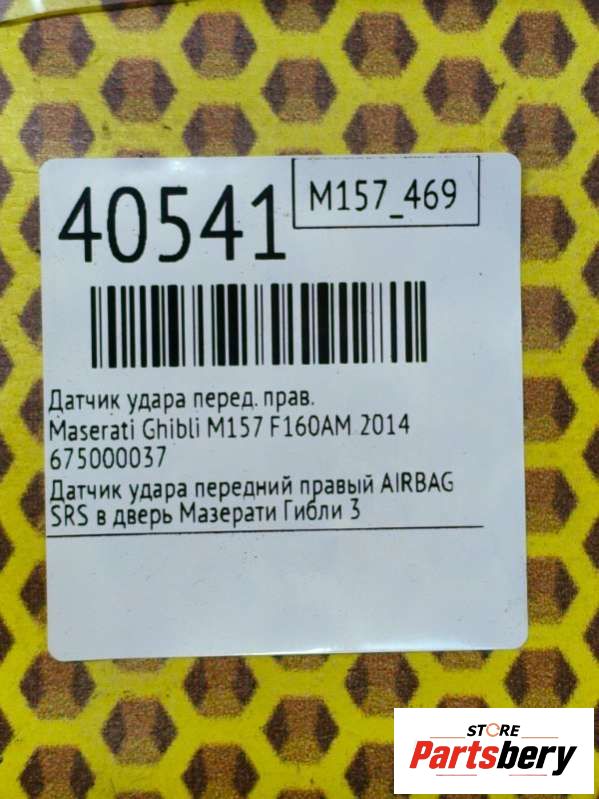 40541
M157_469
Датчик удара перед. прав.
Maserati Ghibli M157 F160AM 2014
675000037
Датчик удара передний правый AIRBAG
SRS в дверь Мазерати Гибли 3
STORE
Partsbery